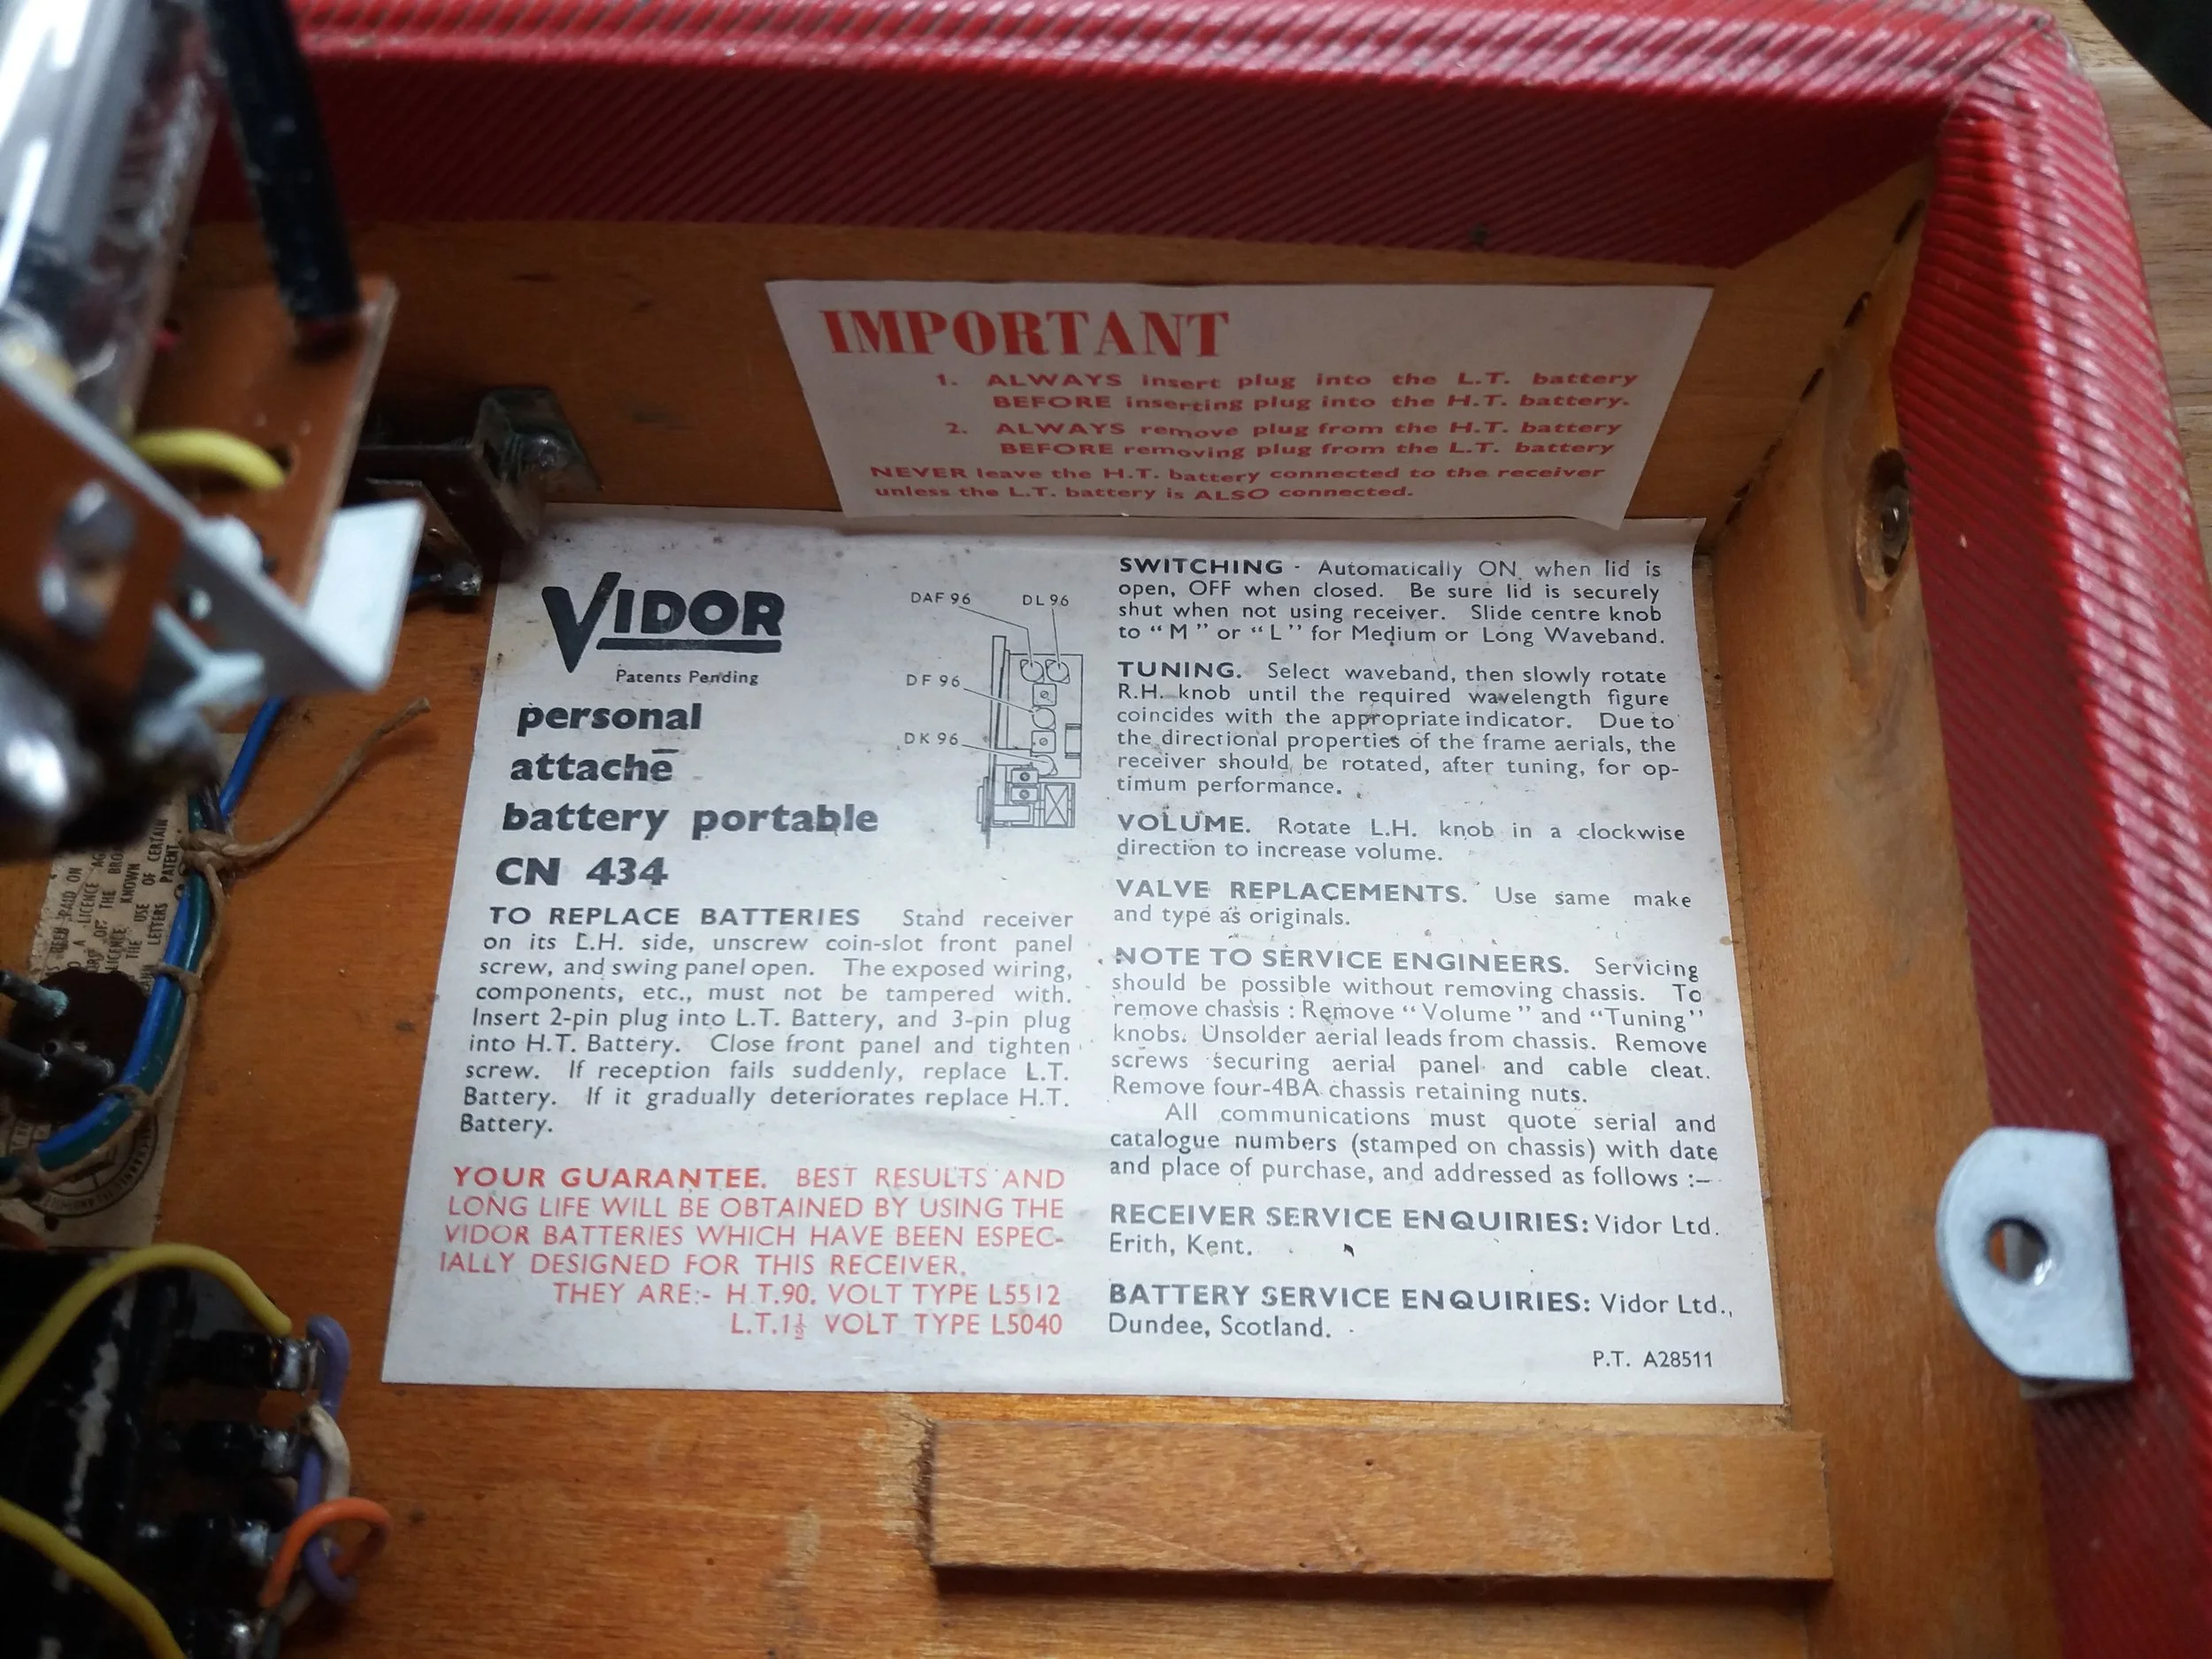 IMPORTANT
1. ALWAYS insert plug into the L.T. battery
BEFORE inserting plug into the H.T. battery.
2. ALWAYS remove plug from the H.T. battery
BEFORE removing plug from the L.T. battery
NEVER leave the H.T. battery connected to the receiver
unless the L.T. battery is ALSO connected.
VIDOR
Patents Pending
personal
attachē
battery portable
CN 434
DAF 96
DL 96
DF 96
DK 96
TO REPLACE BATTERIES Stand receiver
on its L.H. side, unscrew coin-slot front panel
screw, and swing panel open. The exposed wiring,
components, etc., must not be tampered with.
Insert 2-pin plug into L.T. Battery, and 3-pin plug
into H.T. Battery. Close front panel and tighten
screw. If reception fails suddenly, replace L.T.
Battery. If it gradually deteriorates replace H.T.
Battery.
YOUR GUARANTEE. BEST RESULTS AND
LONG LIFE WILL BE OBTAINED BY USING THE
VIDOR BATTERIES WHICH HAVE BEEN ESPEC-
IALLY DESIGNED FOR THIS RECEIVER.
THEY ARE:- H.T.90. VOLT TYPE L5512
L.T.1½ VOLT TYPE L5040
SWITCHING - Automatically ON when lid is
open, OFF when closed. Be sure lid is securely
shut when not using receiver. Slide centre knob
to “M” or “L” for Medium or Long Waveband.
TUNING. Select waveband, then slowly rotate
R.H. knob until the required wavelength figure
coincides with the appropriate indicator. Due to
the directional properties of the frame aerials, the
receiver should be rotated, after tuning, for op-
timum performance.
VOLUME. Rotate L.H. knob in a clockwise
direction to increase volume.
VALVE REPLACEMENTS. Use same make
and type as originals.
NOTE TO SERVICE ENGINEERS. Servicing
should be possible without removing chassis. To
remove chassis : Remove “Volume” and “Tuning”
knobs. Unsolder aerial leads from chassis. Remove
screws securing aerial panel and cable cleat.
Remove four-4BA chassis retaining nuts.
All communications must quote serial and
catalogue numbers (stamped on chassis) with date
and place of purchase, and addressed as follows :—
RECEIVER SERVICE ENQUIRIES: Vidor Ltd.
Erith, Kent.
BATTERY SERVICE ENQUIRIES: Vidor Ltd.,
Dundee, Scotland.
P.T. A28511
BEEN PAID ON
A LICENCE
OF THE
LICENCE KNOWN
THE USE OF CERTAIN
LETTERS PATENT